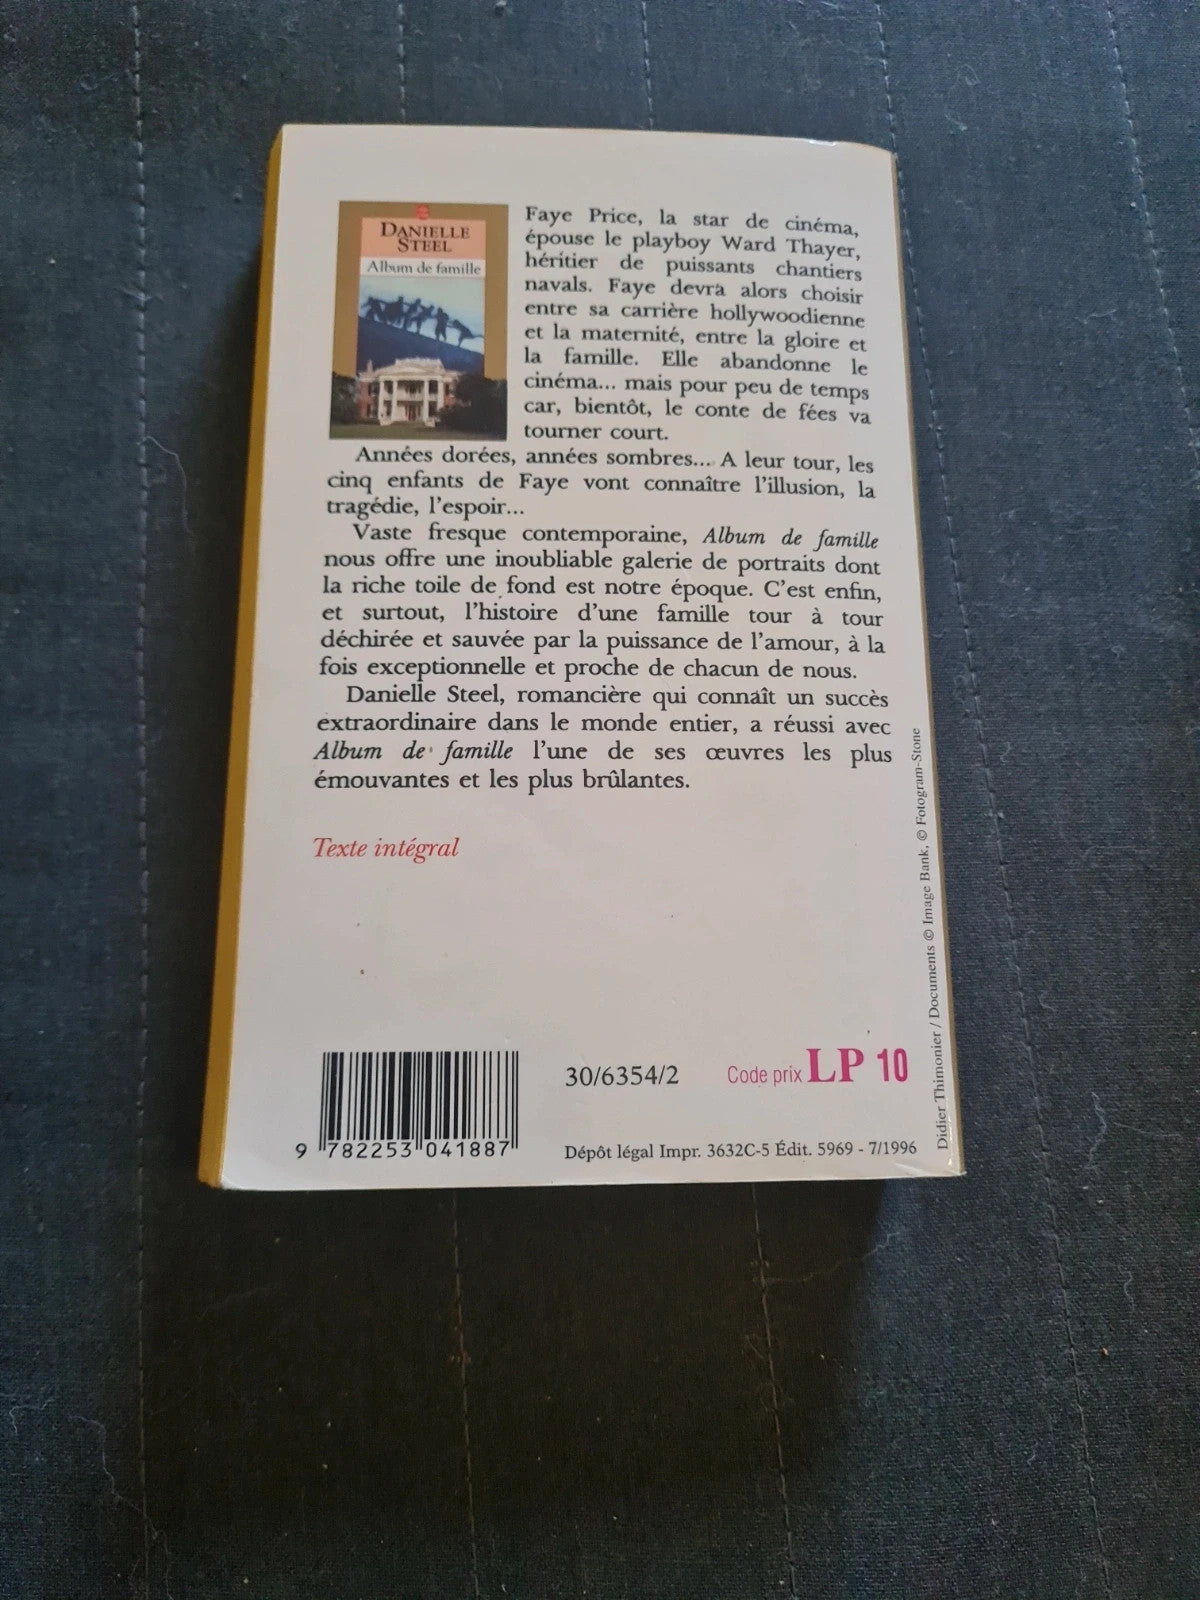 DANIELLE
STEEL
Album de famille
Faye Price, la star de cinéma,
épouse le playboy Ward Thayer,
héritier de puissants chantiers
navals. Faye devra alors choisir
entre sa carrière hollywoodienne
et la maternité, entre la gloire et
la famille. Elle abandonne le
cinéma... mais pour peu de temps
car, bientôt, le conte de fées va
tourner court.
Années dorées, années sombres... A leur tour, les
cinq enfants de Faye vont connaître l'illusion, la
tragédie, l'espoir...
Vaste fresque contemporaine, Album de famille
nous offre une inoubliable galerie de portraits dont
la riche toile de fond est notre époque. C'est enfin,
et surtout, l'histoire d'une famille tour à tour
déchirée et sauvée par la puissance de l'amour, à la
fois exceptionnelle et proche de chacun de nous.
Danielle Steel, romancière qui connaît un succès
extraordinaire dans le monde entier, a réussi avec
Album de famille l'une de ses œuvres les plus
émouvantes et les plus brûlantes.
Texte intégral
Didier Thimonier / Documents © Image Bank, © Fotogram-Stone
30/6354/2
Code prix LP 10
9 782253 041887
Dépôt légal Impr. 3632C-5 Édit. 5969 - 7/1996